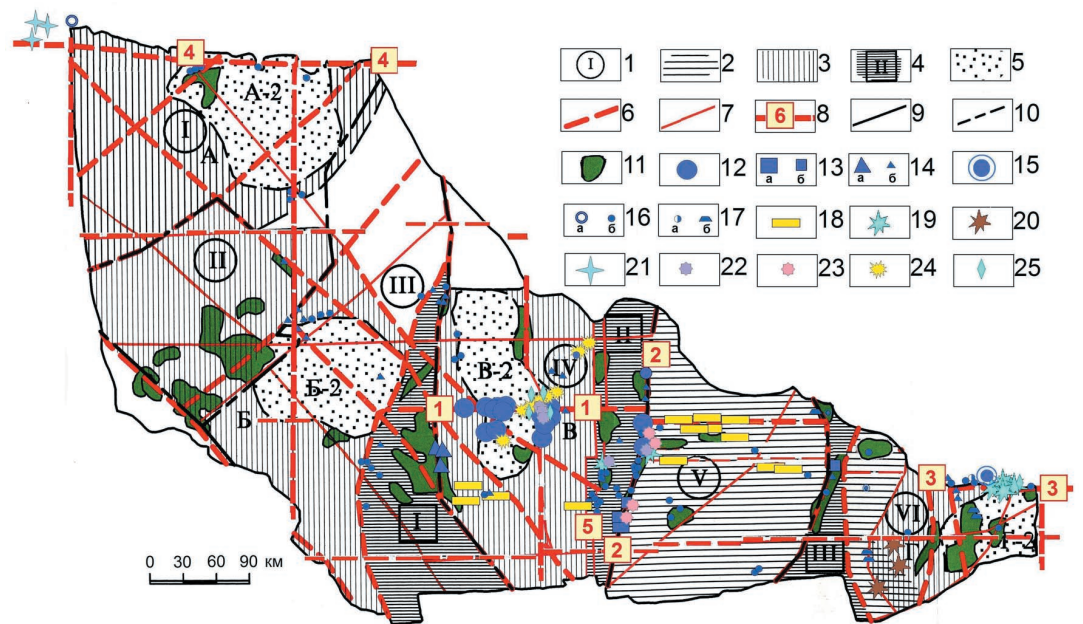 4 4 А-2
I
А
I 1 2 3 II 4 5
6 7 6 8 9 10
11 12 а б 13 а б 14 15
а б 16 а б 17 18 19 20
21 22 23 24 25
II
III
II
Б-2 В-2 IV 2
Б 1 1 В
V
3 3
I 5 2 VI
III Г Г-2
0 30 60 90 км